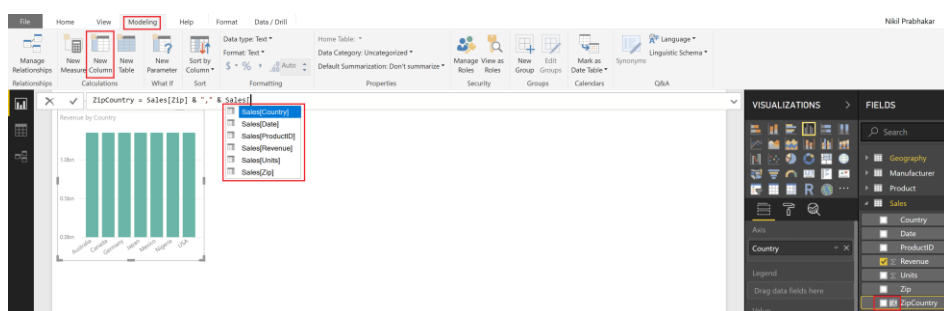 File Home View Modeling Help Format Data / Drill Nikil Prabhakar
Manage Relationships
New Measure
New Column
New Table
New Parameter
Sort by Column
Data type: Text
Format: Text
$ % , Auto
Home Table:
Data Category: Uncategorized
Default Summarization: Don't summarize
Manage Roles
View as Roles
New Group
Edit Groups
Mark as Date Table
Synonyms
Language
Linguistic Schema
Relationships Calculations What If Sort Formatting Properties Security Groups Calendars Q&A
ZipCountry = Sales[Zip] & "," & Sales[
Sales[Country]
Sales[Date]
Sales[ProductID]
Sales[Revenue]
Sales[Units]
Sales[Zip]
Revenue by Country
1.0bn
0.5bn
0.0bn
Australia Canada Germany Japan Mexico Nigeria USA
VISUALIZATIONS
R
Axis
Country
Legend
Drag data fields here
Value
FIELDS
Search
Geography
Manufacturer
Product
Sales
Country
Date
ProductID
Σ Revenue
Σ Units
Zip
ZipCountry